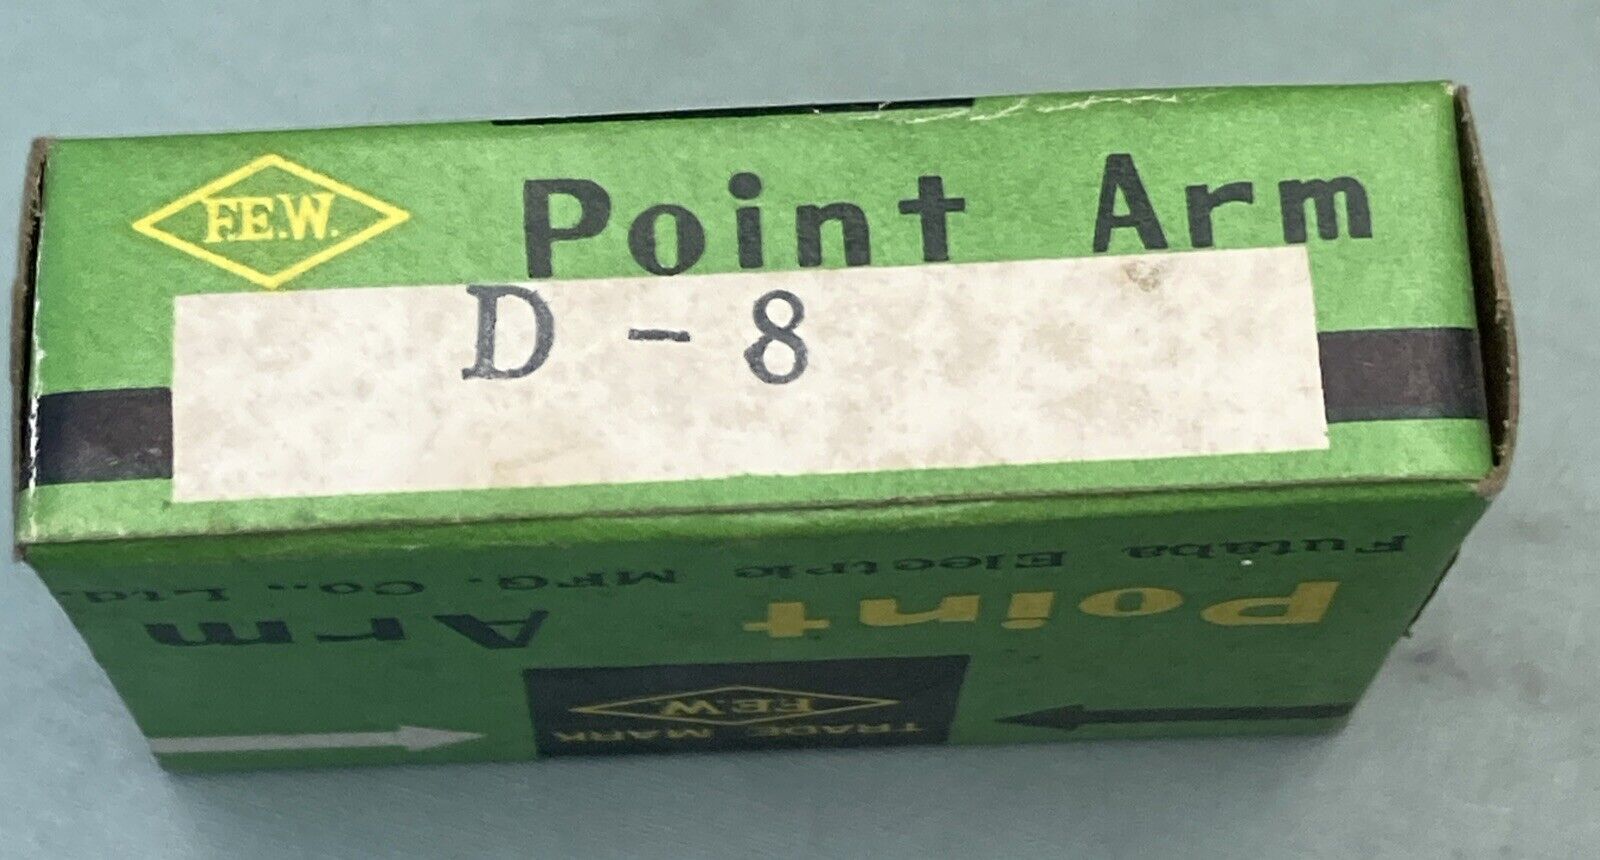 F.E.W.
Point Arm
D - 8
Futaba Electric MFG. Co., Ltd.
Point Arm
F.E.W.
TRADE MARK